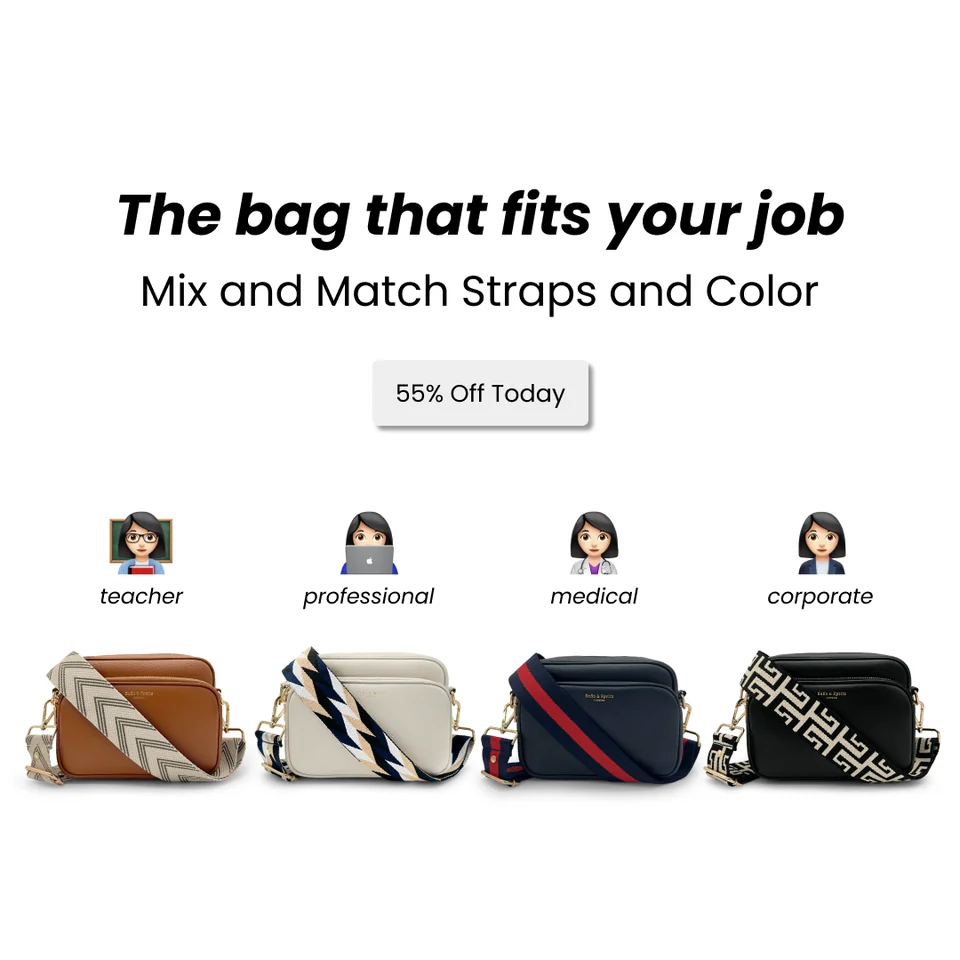 The bag that fits your job
Mix and Match Straps and Color
55% Off Today
teacher
professional
medical
corporate